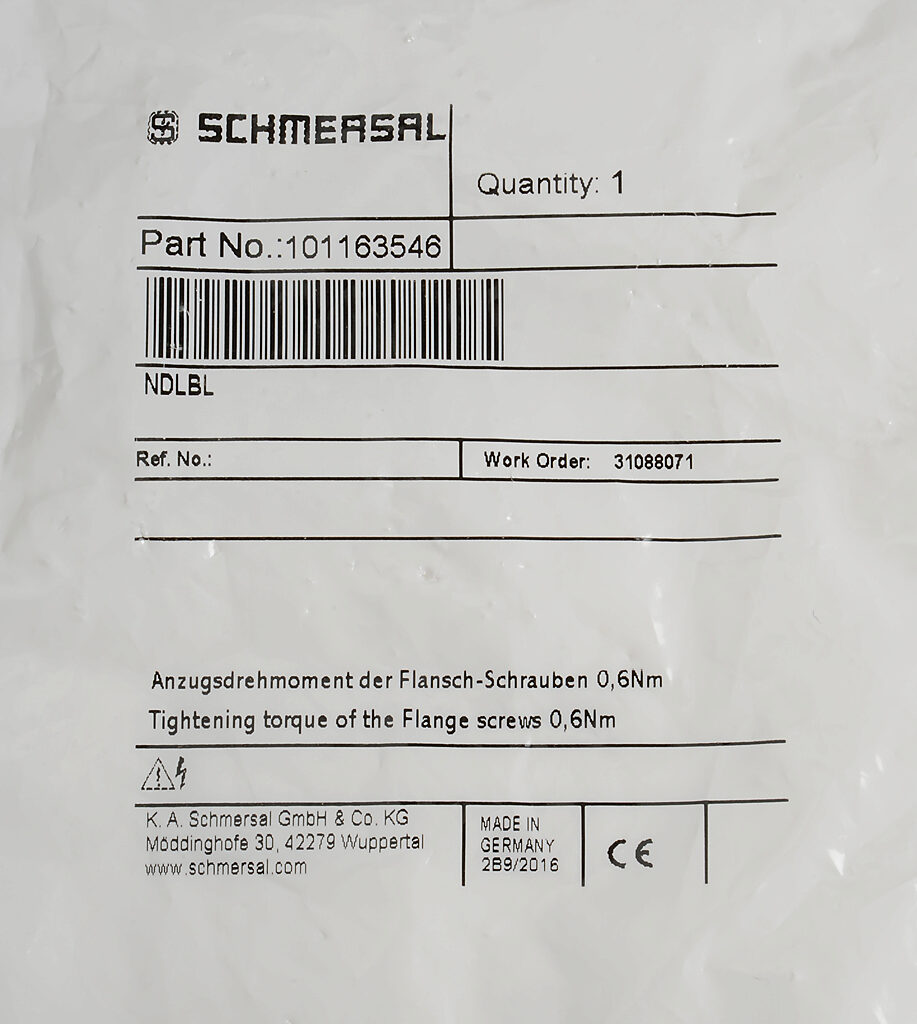 SCHMERSAL
Quantity: 1
Part No.:101163546
NDLBL
Ref. No.:
Work Order: 31088071
Anzugsdrehmoment der Flansch-Schrauben 0,6Nm
Tightening torque of the Flange screws 0,6Nm
K. A. Schmersal GmbH & Co. KG
Möddinghofe 30, 42279 Wuppertal
www.schmersal.com
MADE IN
GERMANY
2B9/2016
CE